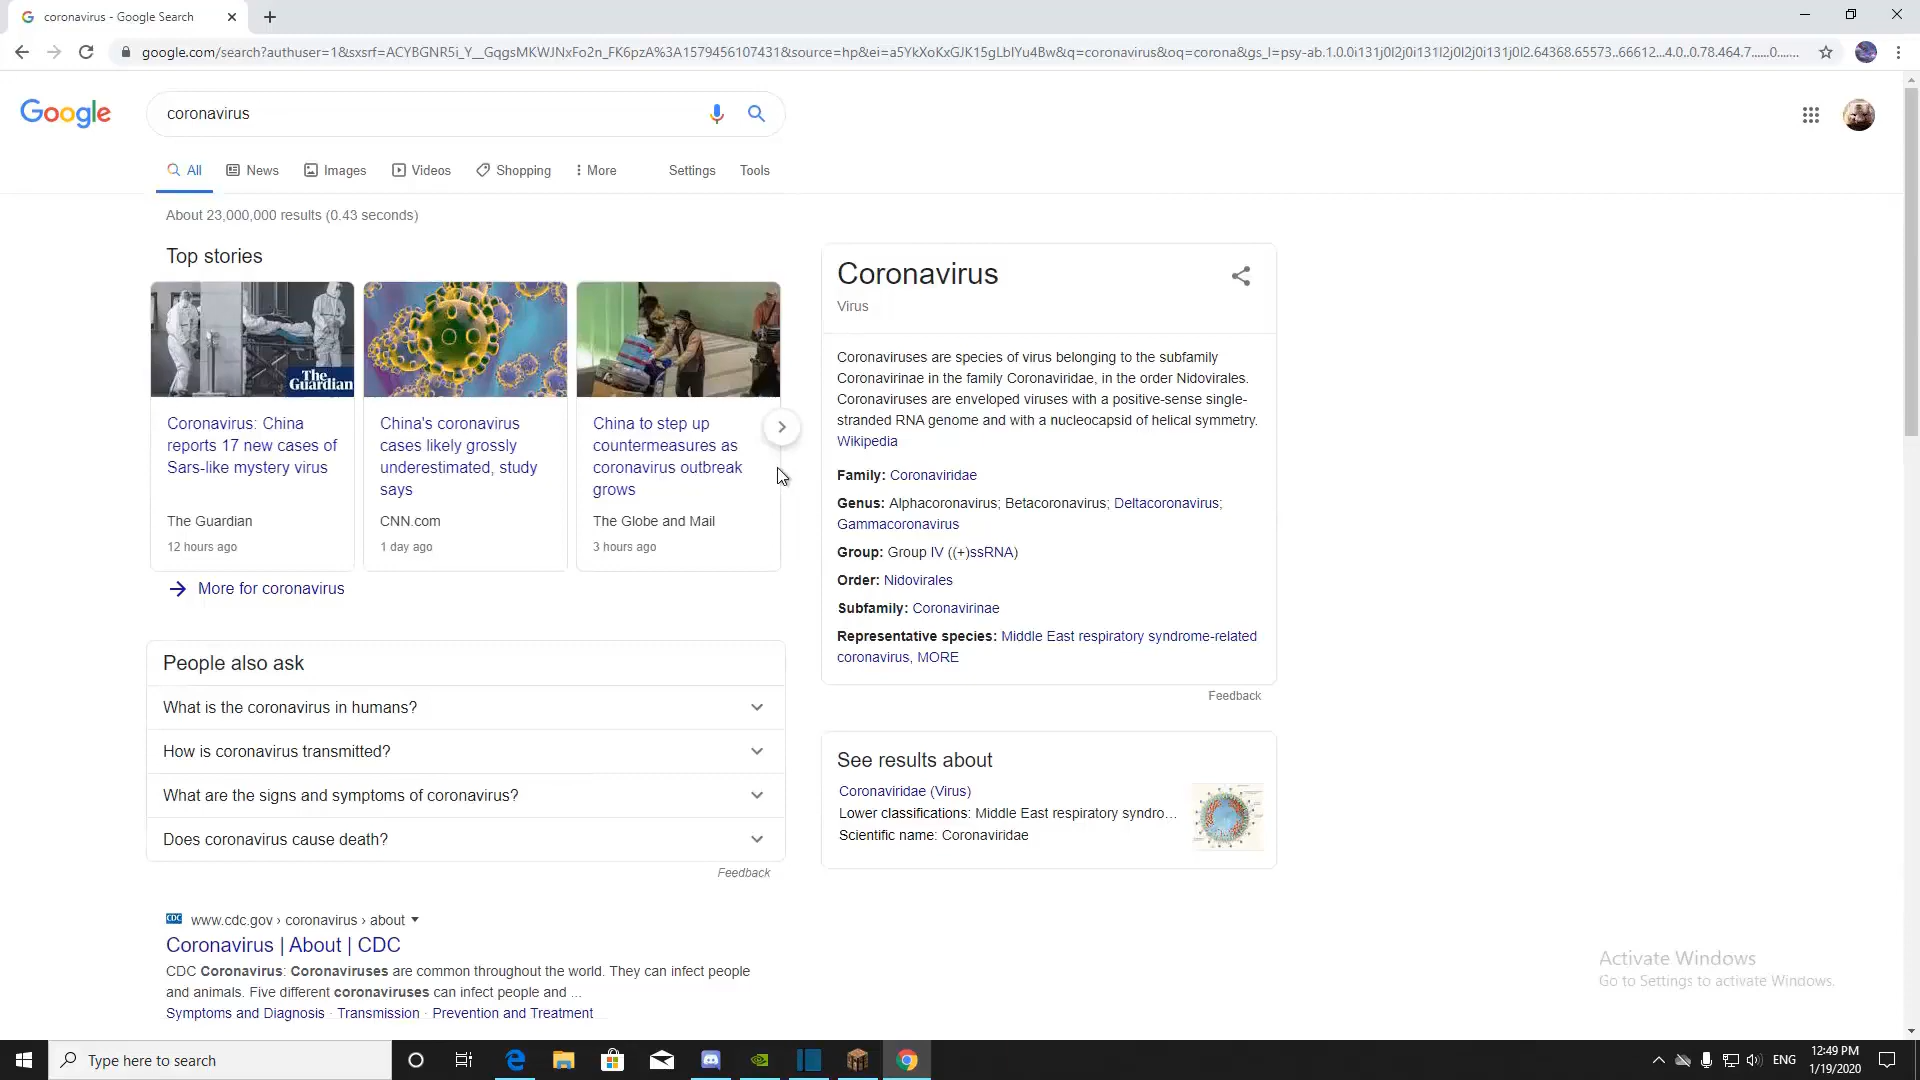 coronavirus - Google Search
google.com/search?authuser=1&sxsrf=ACYBGNR5i_Y__GqgsMKWJNxFo2n_FK6pzA%3A1579456107431&source=hp&ei=a5YkXoKxGJK15gLbIYu4Bw&q=coronavirus&oq=corona&gs_l=psy-ab.1.0.0i131j0l2j0i131l2j0l2j0i131j0l2.64368.65573..66612...4.0..0.78.464.7......0.......
Google
coronavirus
All News Images Videos Shopping More Settings Tools
About 23,000,000 results (0.43 seconds)
Top stories
The Guardian
Coronavirus: China
reports 17 new cases of
Sars-like mystery virus
The Guardian
12 hours ago
China's coronavirus
cases likely grossly
underestimated, study
says
CNN.com
1 day ago
China to step up
countermeasures as
coronavirus outbreak
grows
The Globe and Mail
3 hours ago
More for coronavirus
People also ask
What is the coronavirus in humans?
How is coronavirus transmitted?
What are the signs and symptoms of coronavirus?
Does coronavirus cause death?
Feedback
CDC www.cdc.gov › coronavirus › about
Coronavirus | About | CDC
CDC Coronavirus: Coronaviruses are common throughout the world. They can infect people
and animals. Five different coronaviruses can infect people and ...
Symptoms and Diagnosis · Transmission · Prevention and Treatment
Coronavirus
Virus
Coronaviruses are species of virus belonging to the subfamily
Coronavirinae in the family Coronaviridae, in the order Nidovirales.
Coronaviruses are enveloped viruses with a positive-sense single-
stranded RNA genome and with a nucleocapsid of helical symmetry.
Wikipedia
Family: Coronaviridae
Genus: Alphacoronavirus; Betacoronavirus; Deltacoronavirus;
Gammacoronavirus
Group: Group IV ((+)ssRNA)
Order: Nidovirales
Subfamily: Coronavirinae
Representative species: Middle East respiratory syndrome-related
coronavirus, MORE
Feedback
See results about
Coronaviridae (Virus)
Lower classifications: Middle East respiratory syndro...
Scientific name: Coronaviridae
Activate Windows
Go to Settings to activate Windows.
Type here to search
ENG
12:49 PM
1/19/2020